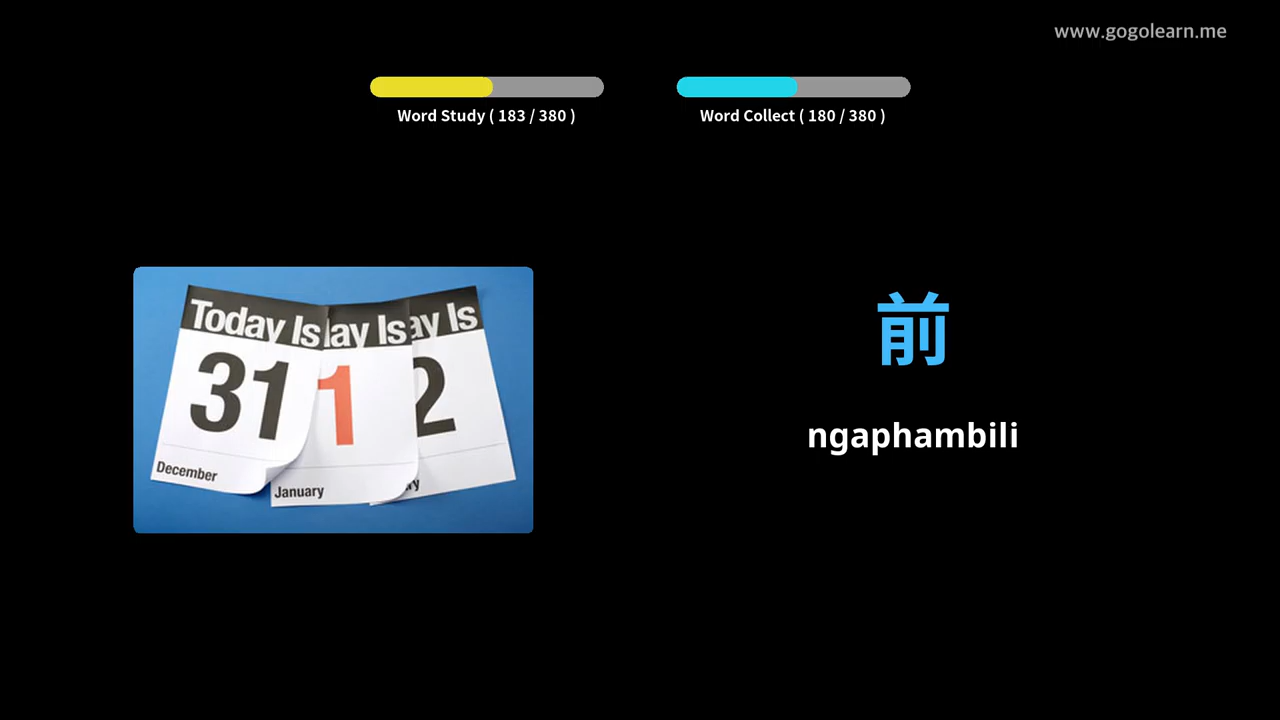 www.gogolearn.me
Word Study ( 183 / 380 )
Word Collect ( 180 / 380 )
Today Is
ay Is
ay Is
31
1
2
December
January
ry
前
ngaphambili